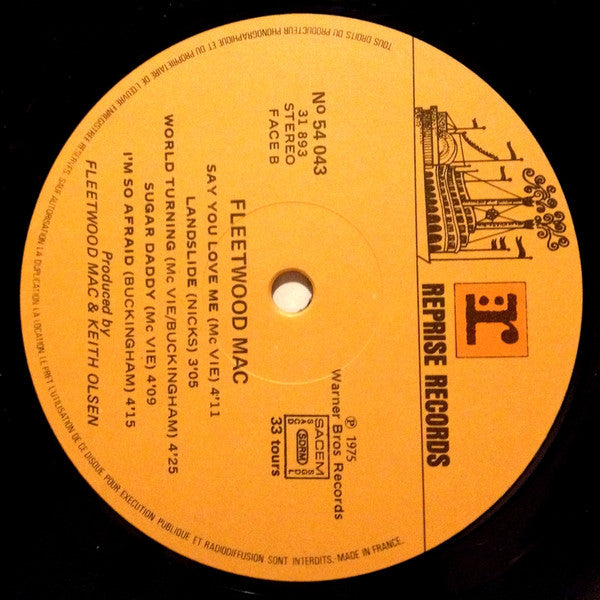 r:
REPRISE RECORDS
Nº 54 043
31 893
STEREO
FACE B
℗ 1975
Warner Bros Records
SACEM
SDRM
33 tours
FLEETWOOD MAC
SAY YOU LOVE ME (Mc VIE) 4'11
LANDSLIDE (NICKS) 3'05
WORLD TURNING (Mc VIE/BUCKINGHAM) 4'25
SUGAR DADDY (Mc VIE) 4'09
I'M SO AFRAID (BUCKINGHAM) 4'15
Produced by
FLEETWOOD MAC & KEITH OLSEN
TOUS DROITS DU PRODUCTEUR PHONOGRAPHIQUE ET DU PROPRIETAIRE DE L'ŒUVRE ENREGISTREE RESERVES. SAUF AUTORISATION LA DUPLICATION, LA LOCATION, LE PRET, L'UTILISATION DE CE DISQUE POUR EXECUTION PUBLIQUE ET RADIODIFFUSION SONT INTERDITS. MADE IN FRANCE.